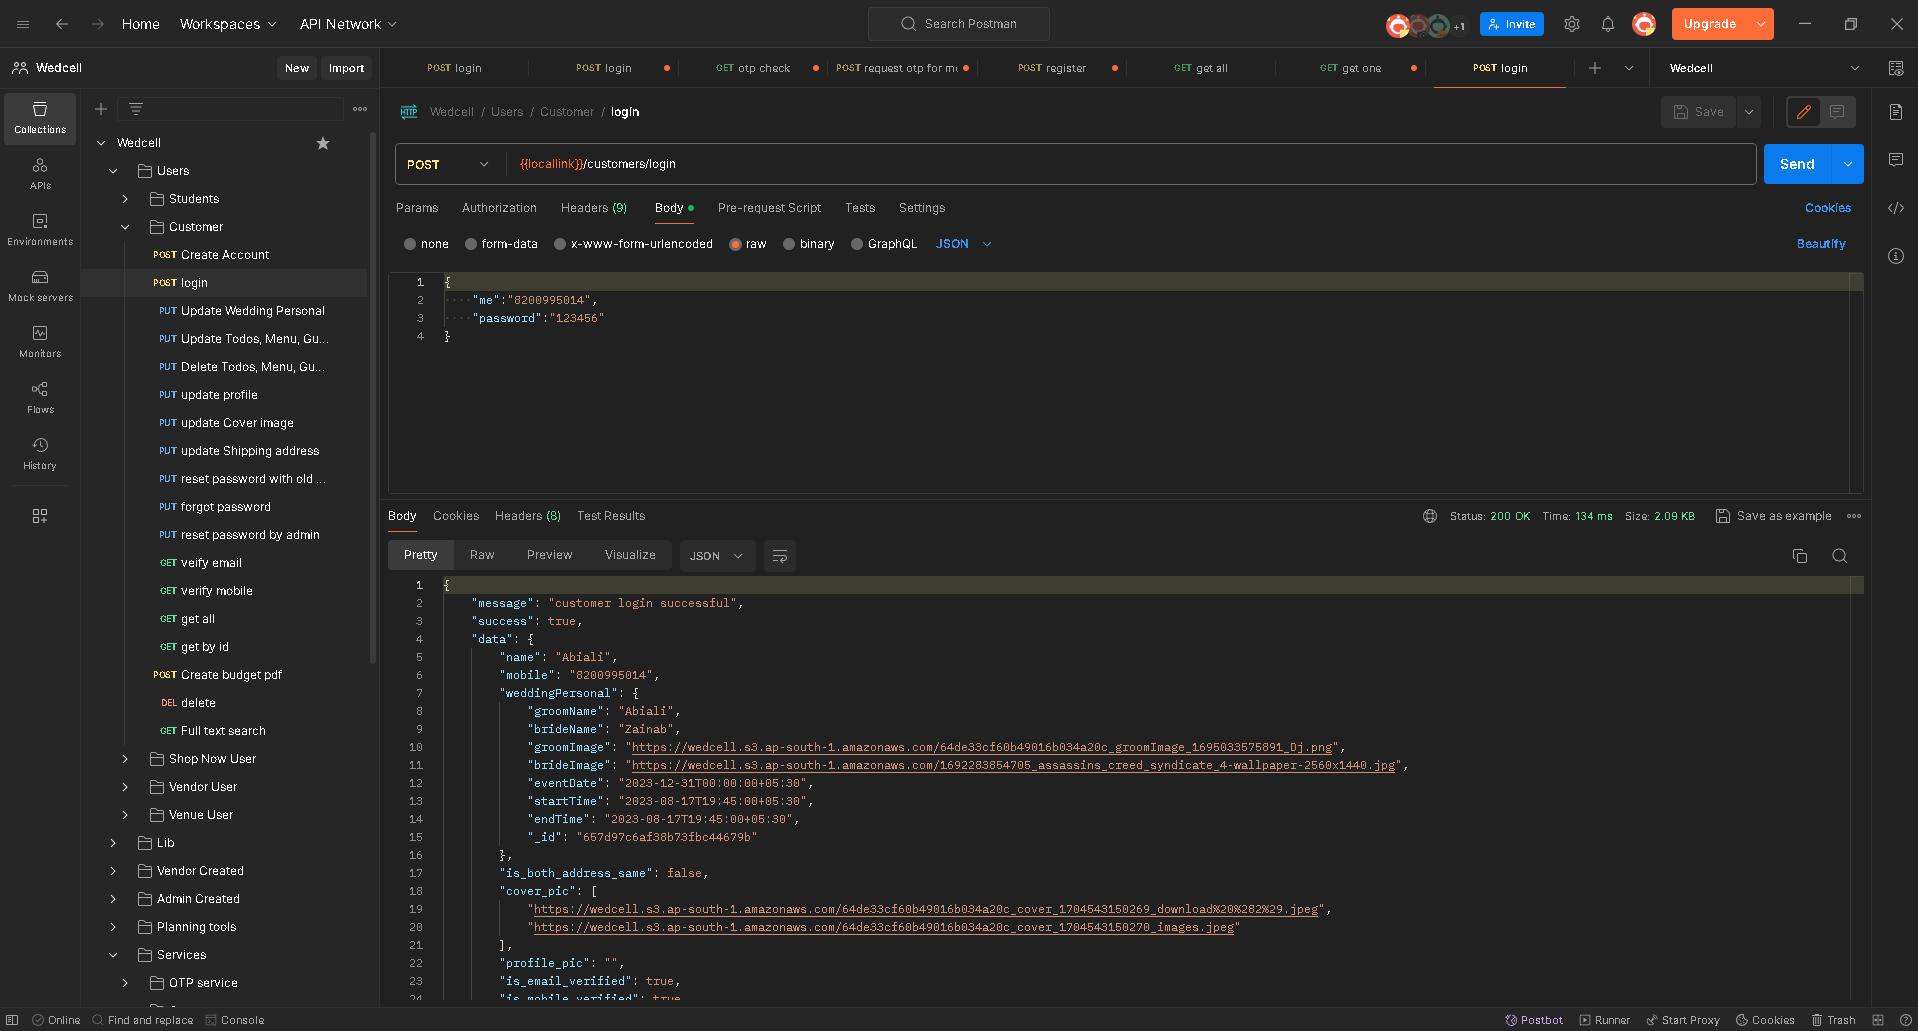 Home Workspaces API Network Search Postman +1 Invite Upgrade
Wedcell New Import POST login POST login GET otp check POST request otp for m POST register GET get all GET get one POST login Wedcell
Wedcell / Users / Customer / login Save
POST {{locallink}}/customers/login Send
Params Authorization Headers (9) Body Pre-request Script Tests Settings Cookies
none form-data x-www-form-urlencoded raw binary GraphQL JSON Beautify
1 {
2 "me":"8200995014",
3 "password":"123456"
4 }
Collections
APIs
Environments
Mock servers
Monitors
Flows
History
Wedcell
Users
Students
Customer
POST Create Account
POST login
PUT Update Wedding Personal
PUT Update Todos, Menu, Gu...
PUT Delete Todos, Menu, Gu...
PUT update profile
PUT update Cover image
PUT update Shipping address
PUT reset password with old ...
PUT forgot password
PUT reset password by admin
GET veify email
GET verify mobile
GET get all
GET get by id
POST Create budget pdf
DEL delete
GET Full text search
Shop Now User
Vendor User
Venue User
Lib
Vendor Created
Admin Created
Planning tools
Services
OTP service
Body Cookies Headers (8) Test Results Status: 200 OK Time: 134 ms Size: 2.09 KB Save as example
Pretty Raw Preview Visualize JSON
1 {
2 "message": "customer login successful",
3 "success": true,
4 "data": {
5 "name": "Abiali",
6 "mobile": "8200995014",
7 "weddingPersonal": {
8 "groomName": "Abiali",
9 "brideName": "Zainab",
10 "groomImage": "https://wedcell.s3.ap-south-1.amazonaws.com/64de33cf60b49016b034a20c_groomImage_1695033575891_Dj.png",
11 "brideImage": "https://wedcell.s3.ap-south-1.amazonaws.com/1692283854705_assassins_creed_syndicate_4-wallpaper-2560x1440.jpg",
12 "eventDate": "2023-12-31T00:00:00+05:30",
13 "startTime": "2023-08-17T19:45:00+05:30",
14 "endTime": "2023-08-17T19:45:00+05:30",
15 "_id": "657d97c6af38b73fbc44679b"
16 },
17 "is_both_address_same": false,
18 "cover_pic": [
19 "https://wedcell.s3.ap-south-1.amazonaws.com/64de33cf60b49016b034a20c_cover_1704543150269_download%20%282%29.jpeg",
20 "https://wedcell.s3.ap-south-1.amazonaws.com/64de33cf60b49016b034a20c_cover_1704543150270_images.jpeg"
21 ],
22 "profile_pic": "",
23 "is_email_verified": true,
24 "is_mobile_verified": true
Online Find and replace Console Postbot Runner Start Proxy Cookies Trash